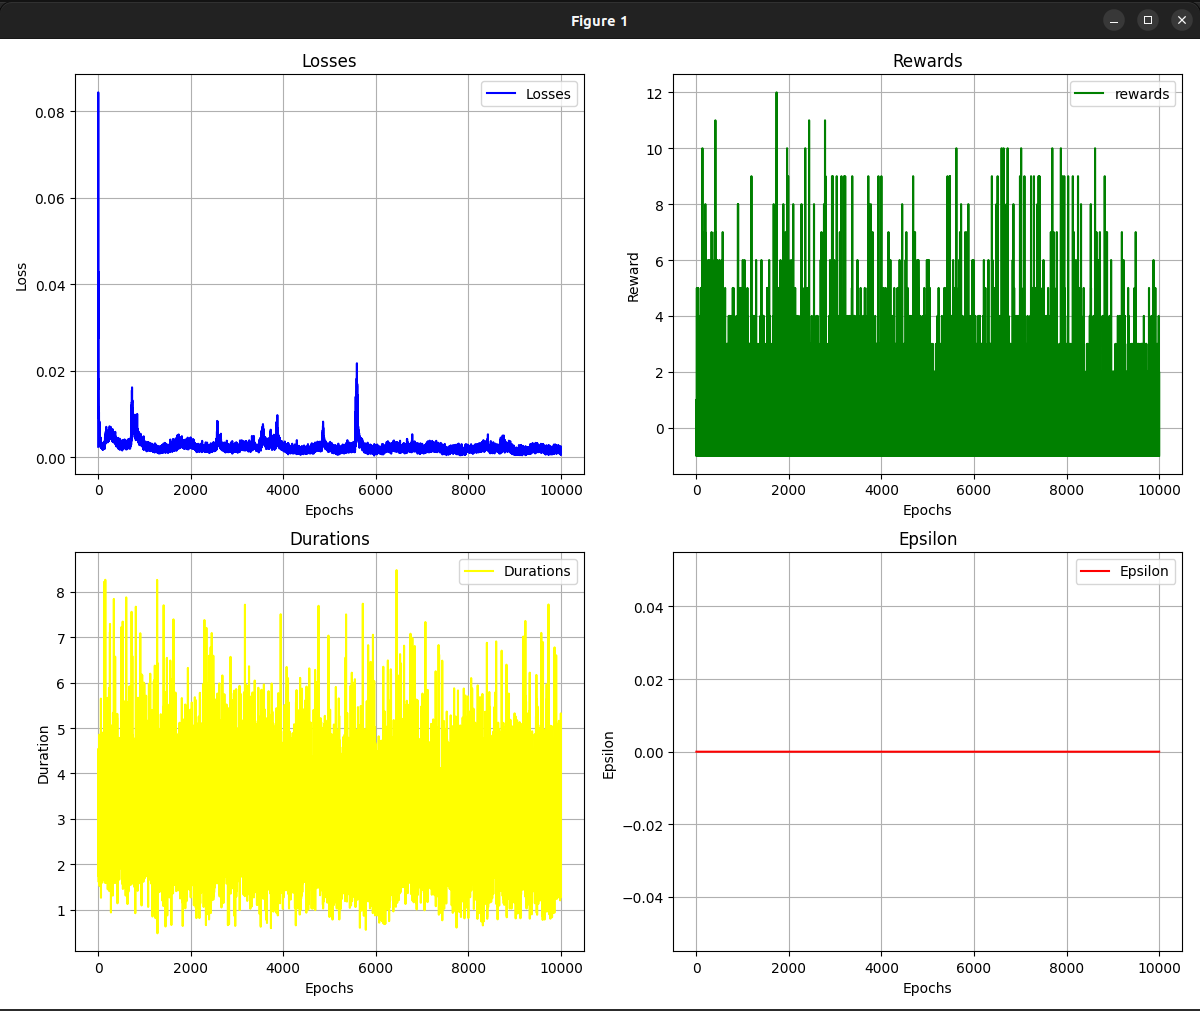 Figure 1
Losses
Losses
0.08
0.06
0.04
0.02
0.00
Loss
0 2000 4000 6000 8000 10000
Epochs
Rewards
rewards
12
10
8
6
4
2
0
Reward
0 2000 4000 6000 8000 10000
Epochs
Durations
Durations
8
7
6
5
4
3
2
1
Duration
0 2000 4000 6000 8000 10000
Epochs
Epsilon
Epsilon
0.04
0.02
0.00
−0.02
−0.04
Epsilon
0 2000 4000 6000 8000 10000
Epochs